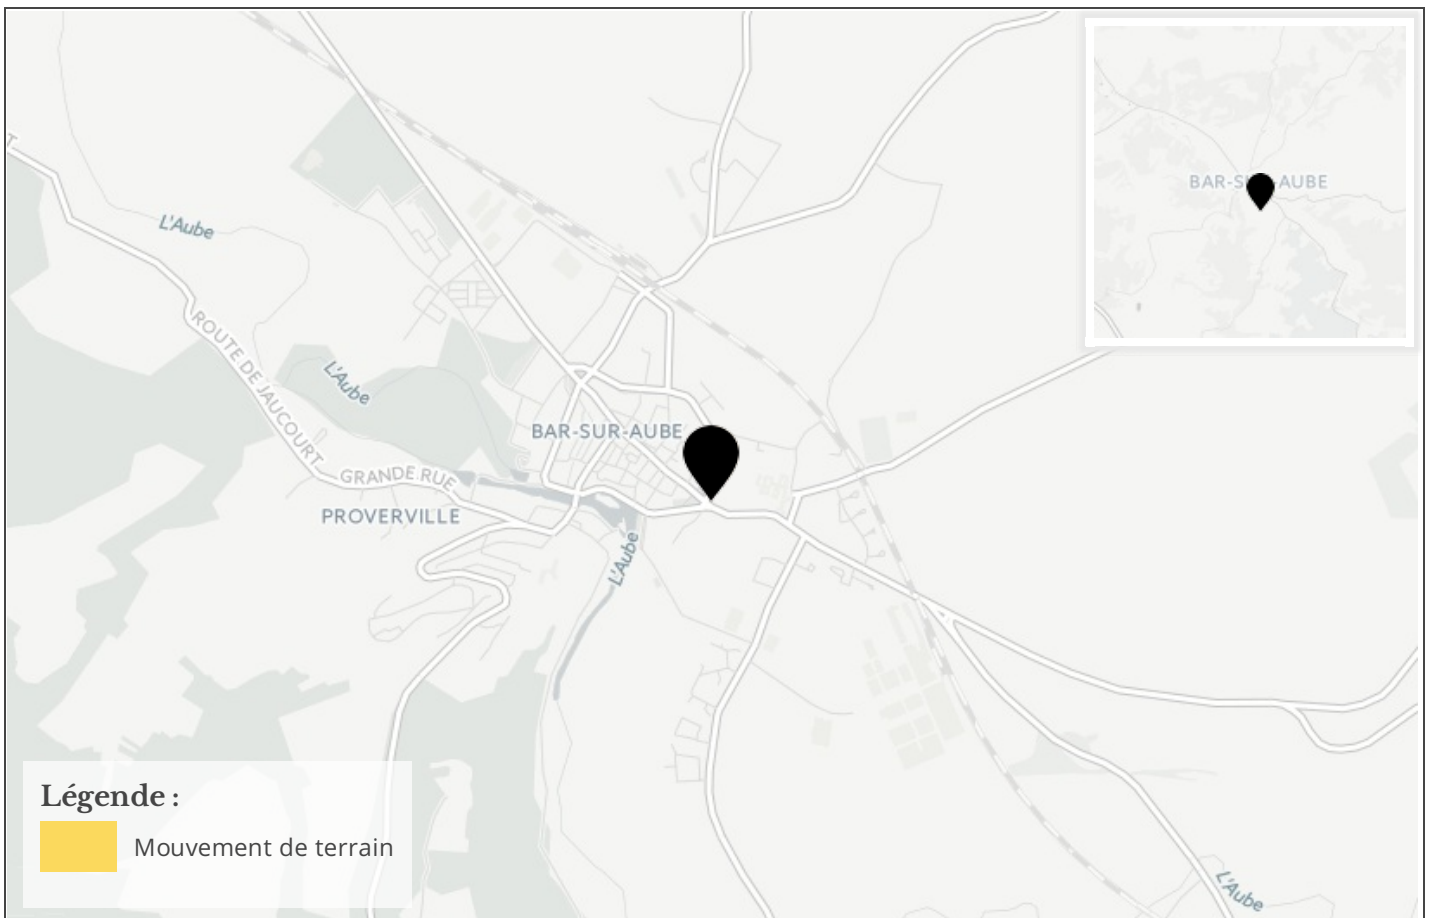 T
L'Aube
BAR-SUR-AUBE
ROUTE DE JAUCOURT
L'Aube
BAR-SUR-AUBE
GRANDE RUE
PROVERVILLE
L'Aube
Légende :
Mouvement de terrain
L'Aube